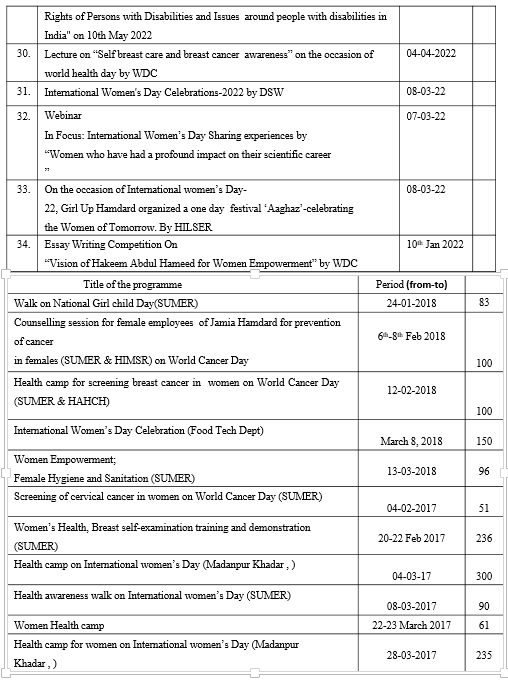 Rights of Persons with Disabilities and Issues around people with disabilities in
India" on 10th May 2022
30. Lecture on “Self breast care and breast cancer awareness” on the occasion of 04-04-2022
world health day by WDC
31. International Women's Day Celebrations-2022 by DSW 08-03-22
32. Webinar 07-03-22
In Focus: International Women’s Day Sharing experiences by
“Women who have had a profound impact on their scientific career
”
33. On the occasion of International women’s Day- 08-03-22
22, Girl Up Hamdard organized a one day festival ‘Aaghaz’-celebrating
the Women of Tomorrow. By HILSER
34. Essay Writing Competition On 10th Jan 2022
“Vision of Hakeem Abdul Hameed for Women Empowerment” by WDC
Title of the programme Period (from-to)
Walk on National Girl child Day(SUMER) 24-01-2018 83
Counselling session for female employees of Jamia Hamdard for prevention
of cancer 6th-8th Feb 2018
in females (SUMER & HIMSR) on World Cancer Day 100
Health camp for screening breast cancer in women on World Cancer Day 12-02-2018
(SUMER & HAHCH) 100
International Women’s Day Celebration (Food Tech Dept) March 8, 2018 150
Women Empowerment; 13-03-2018 96
Female Hygiene and Sanitation (SUMER)
Screening of cervical cancer in women on World Cancer Day (SUMER) 04-02-2017 51
Women’s Health, Breast self-examination training and demonstration 20-22 Feb 2017 236
(SUMER)
Health camp on International women’s Day (Madanpur Khadar , ) 04-03-17 300
Health awareness walk on International women’s Day (SUMER) 08-03-2017 90
Women Health camp 22-23 March 2017 61
Health camp for women on International women’s Day (Madanpur 28-03-2017 235
Khadar , )